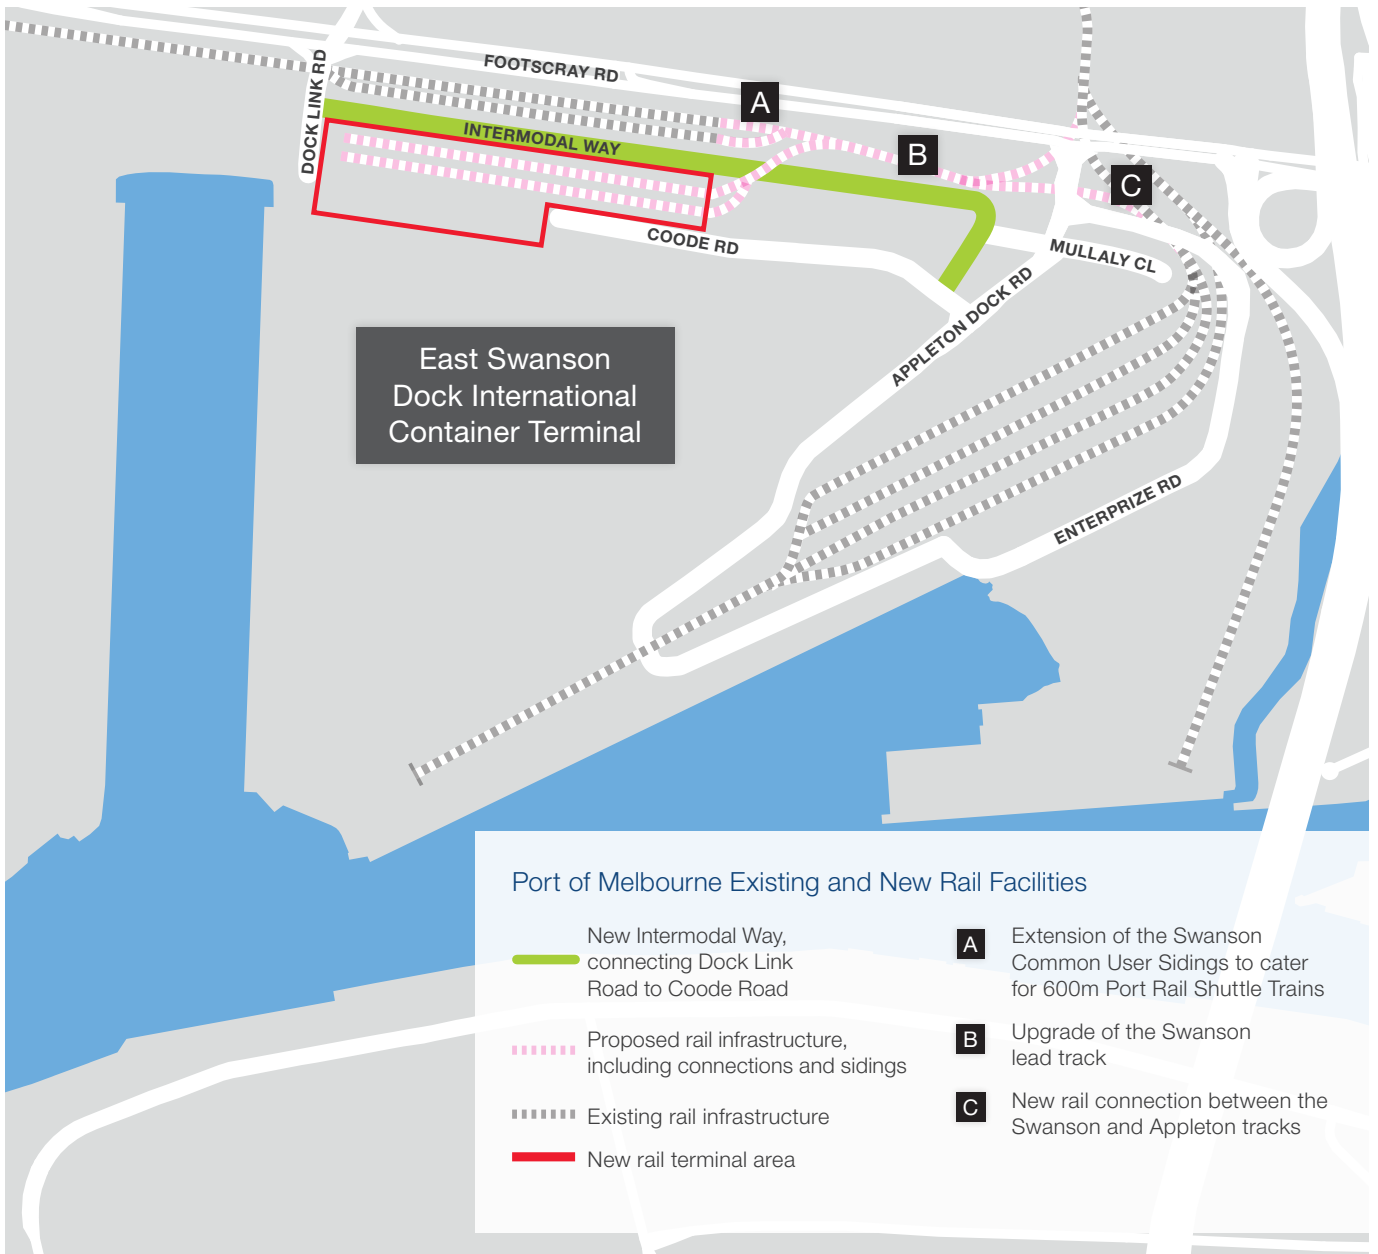 FOOTSCRAY RD
DOCK LINK RD
A
INTERMODAL WAY
B
C
COODE RD
MULLALY CL
APPLETON DOCK RD
East Swanson
Dock International
Container Terminal
ENTERPRIZE RD
Port of Melbourne Existing and New Rail Facilities
New Intermodal Way,
connecting Dock Link
Road to Coode Road
Proposed rail infrastructure,
including connections and sidings
Existing rail infrastructure
New rail terminal area
A
Extension of the Swanson
Common User Sidings to cater
for 600m Port Rail Shuttle Trains
B
Upgrade of the Swanson
lead track
C
New rail connection between the
Swanson and Appleton tracks